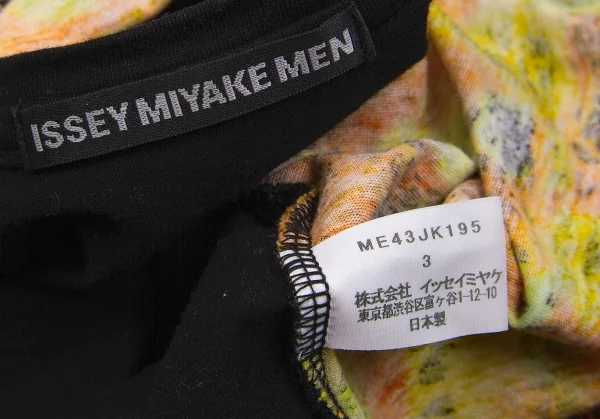 ISSEY MIYAKE MEN
ME43JK195
3
株式会社 イッセイミヤケ
東京都渋谷区富ヶ谷1-12-10
日本製